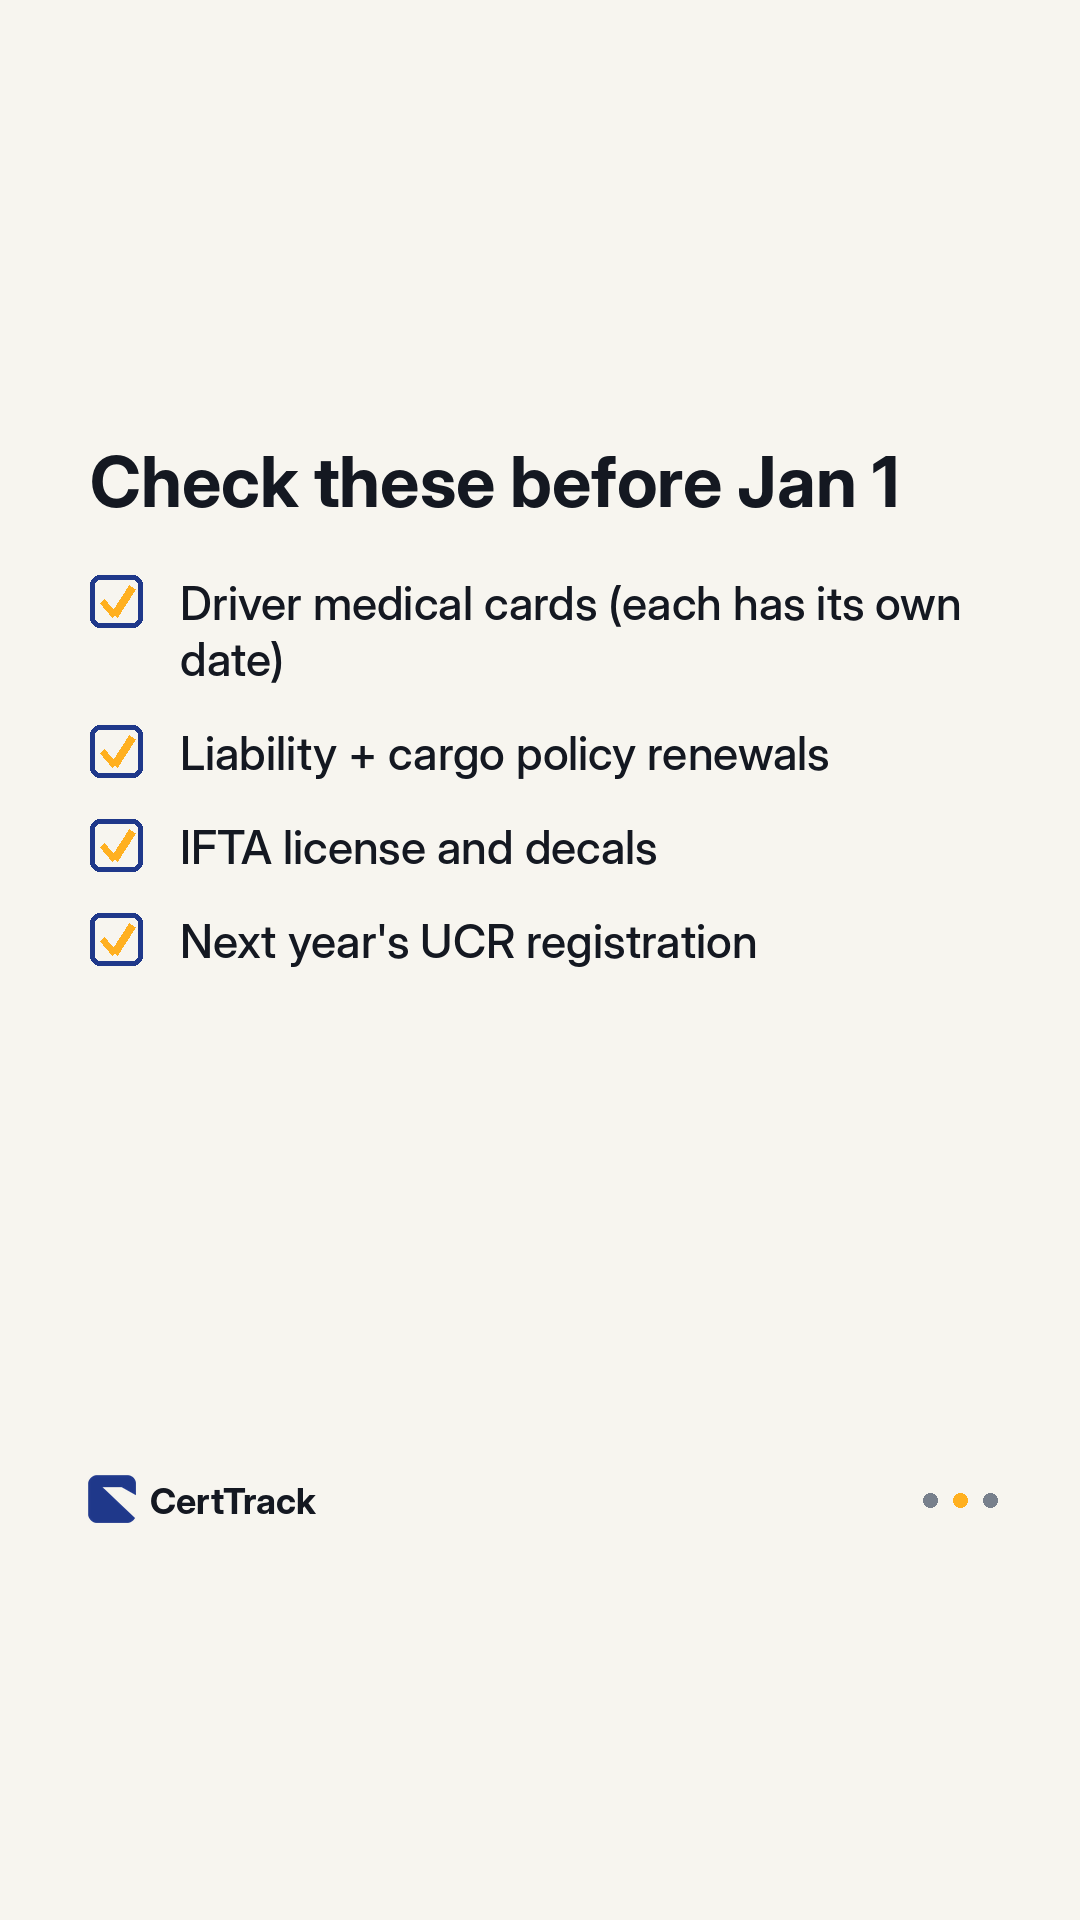 Check these before Jan 1
Driver medical cards (each has its own
date)
Liability + cargo policy renewals
IFTA license and decals
Next year's UCR registration
CertTrack